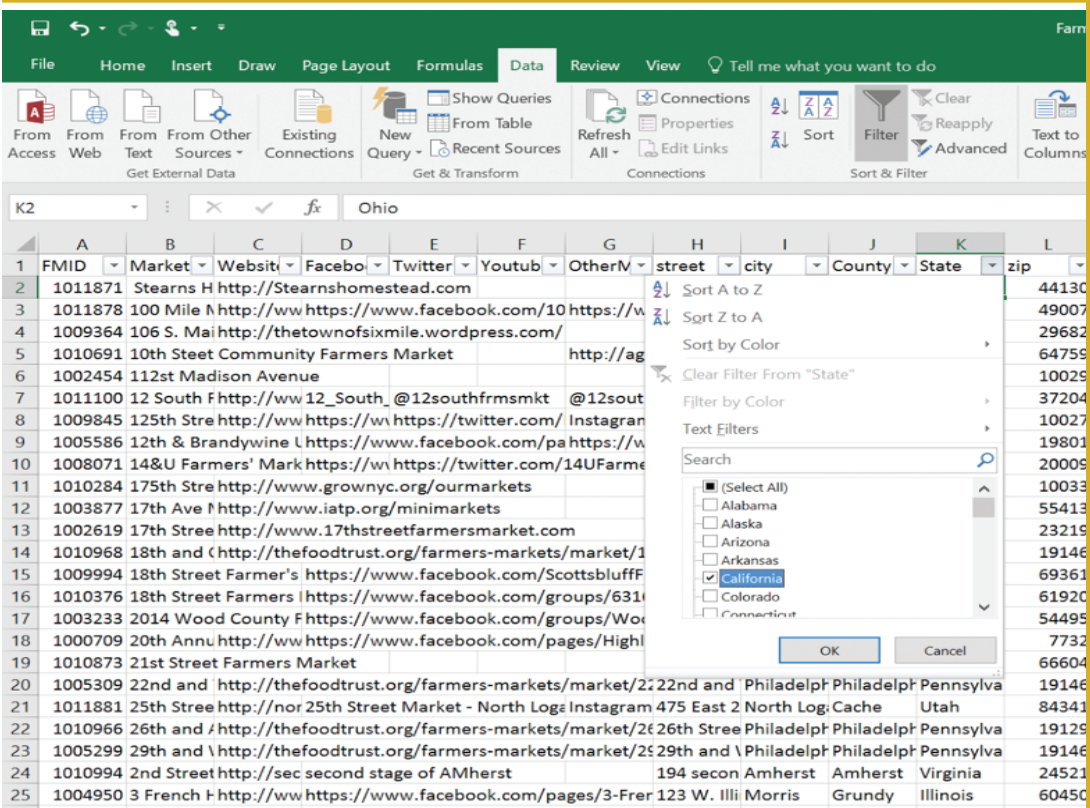 Farm
File Home Insert Draw Page Layout Formulas Data Review View Tell me what you want to do
From Access From Web From Text From Other Sources Existing Connections New Query Show Queries From Table Recent Sources Refresh All Connections Properties Edit Links Sort Filter Clear Reapply Advanced Text to Columns
Get External Data Get & Transform Connections Sort & Filter
K2 fx Ohio
A B C D E F G H I J K L
1 FMID Market Websit Facebo Twitter Youtub OtherM street city County State zip
2 1011871 Stearns H http://Stearnshomestead.com 44130
3 1011878 100 Mile http://ww https://www.facebook.com/10 https://w 49007
4 1009364 106 S. Mai http://thetownofsixmile.wordpress.com/ 29682
5 1010691 10th Steet Community Farmers Market http://ag 64759
6 1002454 112st Madison Avenue 10029
7 1011100 12 South F http://ww 12_South_ @12southfrmsmkt @12sout 37204
8 1009845 125th Stre http://ww https://w https://twitter.com/ Instagran 10027
9 1005586 12th & Brandywine https://www.facebook.com/pa https://w 19801
10 1008071 14&U Farmers' Mark https://w https://twitter.com/14UFarme 20009
11 1010284 175th Stre http://www.grownyc.org/ourmarkets 10033
12 1003877 17th Ave http://www.iatp.org/minimarkets 55413
13 1002619 17th Stree http://www.17thstreetfarmersmarket.com 23219
14 1010968 18th and http://thefoodtrust.org/farmers-markets/market/1 19146
15 1009994 18th Street Farmer's https://www.facebook.com/ScottsbluffF 69361
16 1010376 18th Street Farmers https://www.facebook.com/groups/631 61920
17 1003233 2014 Wood County F https://www.facebook.com/groups/Wo 54495
18 1000709 20th Annu http://ww https://www.facebook.com/pages/Highl 7732
19 1010873 21st Street Farmers Market 66604
20 1005309 22nd and http://thefoodtrust.org/farmers-markets/market/22 22nd and Philadelph Philadelph Pennsylva 19146
21 1011881 25th Stree http://nor 25th Street Market - North Loga Instagram 475 East 2 North Log Cache Utah 84341
22 1010966 26th and http://thefoodtrust.org/farmers-markets/market/26 26th Stree Philadelph Philadelph Pennsylva 19129
23 1005299 29th and http://thefoodtrust.org/farmers-markets/market/29 29th and Philadelph Philadelph Pennsylva 19146
24 1010994 2nd Street http://sec second stage of AMherst 194 secon Amherst Amherst Virginia 24521
25 1004950 3 French H http://ww https://www.facebook.com/pages/3-Fren 123 W. Illi Morris Grundy Illinois 60450
Sort A to Z
Sort Z to A
Sort by Color
Clear Filter From "State"
Filter by Color
Text Filters
Search
(Select All)
Alabama
Alaska
Arizona
Arkansas
California
Colorado
Connecticut
OK Cancel